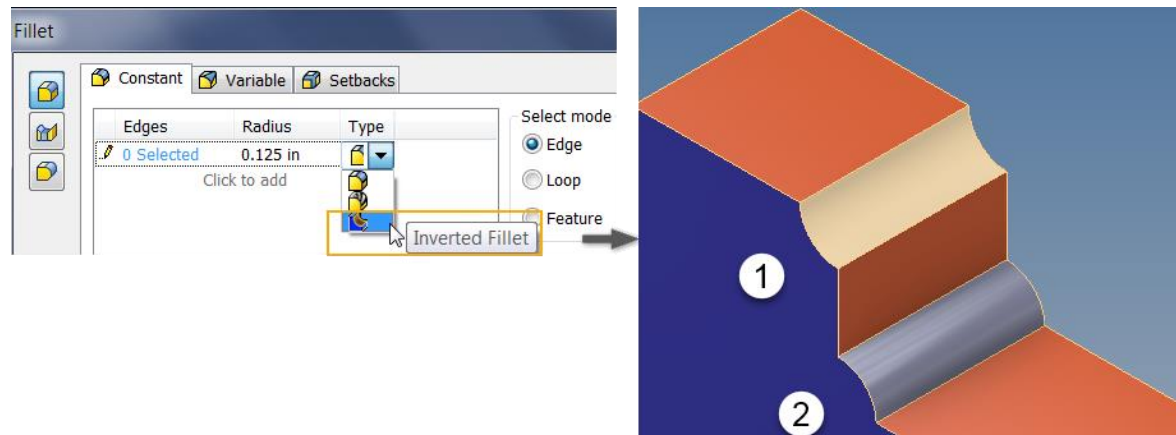 Fillet
Constant Variable Setbacks
Edges Radius Type
0 Selected 0.125 in
Click to add
Select mode
Edge
Loop
Feature
Inverted Fillet
1
2